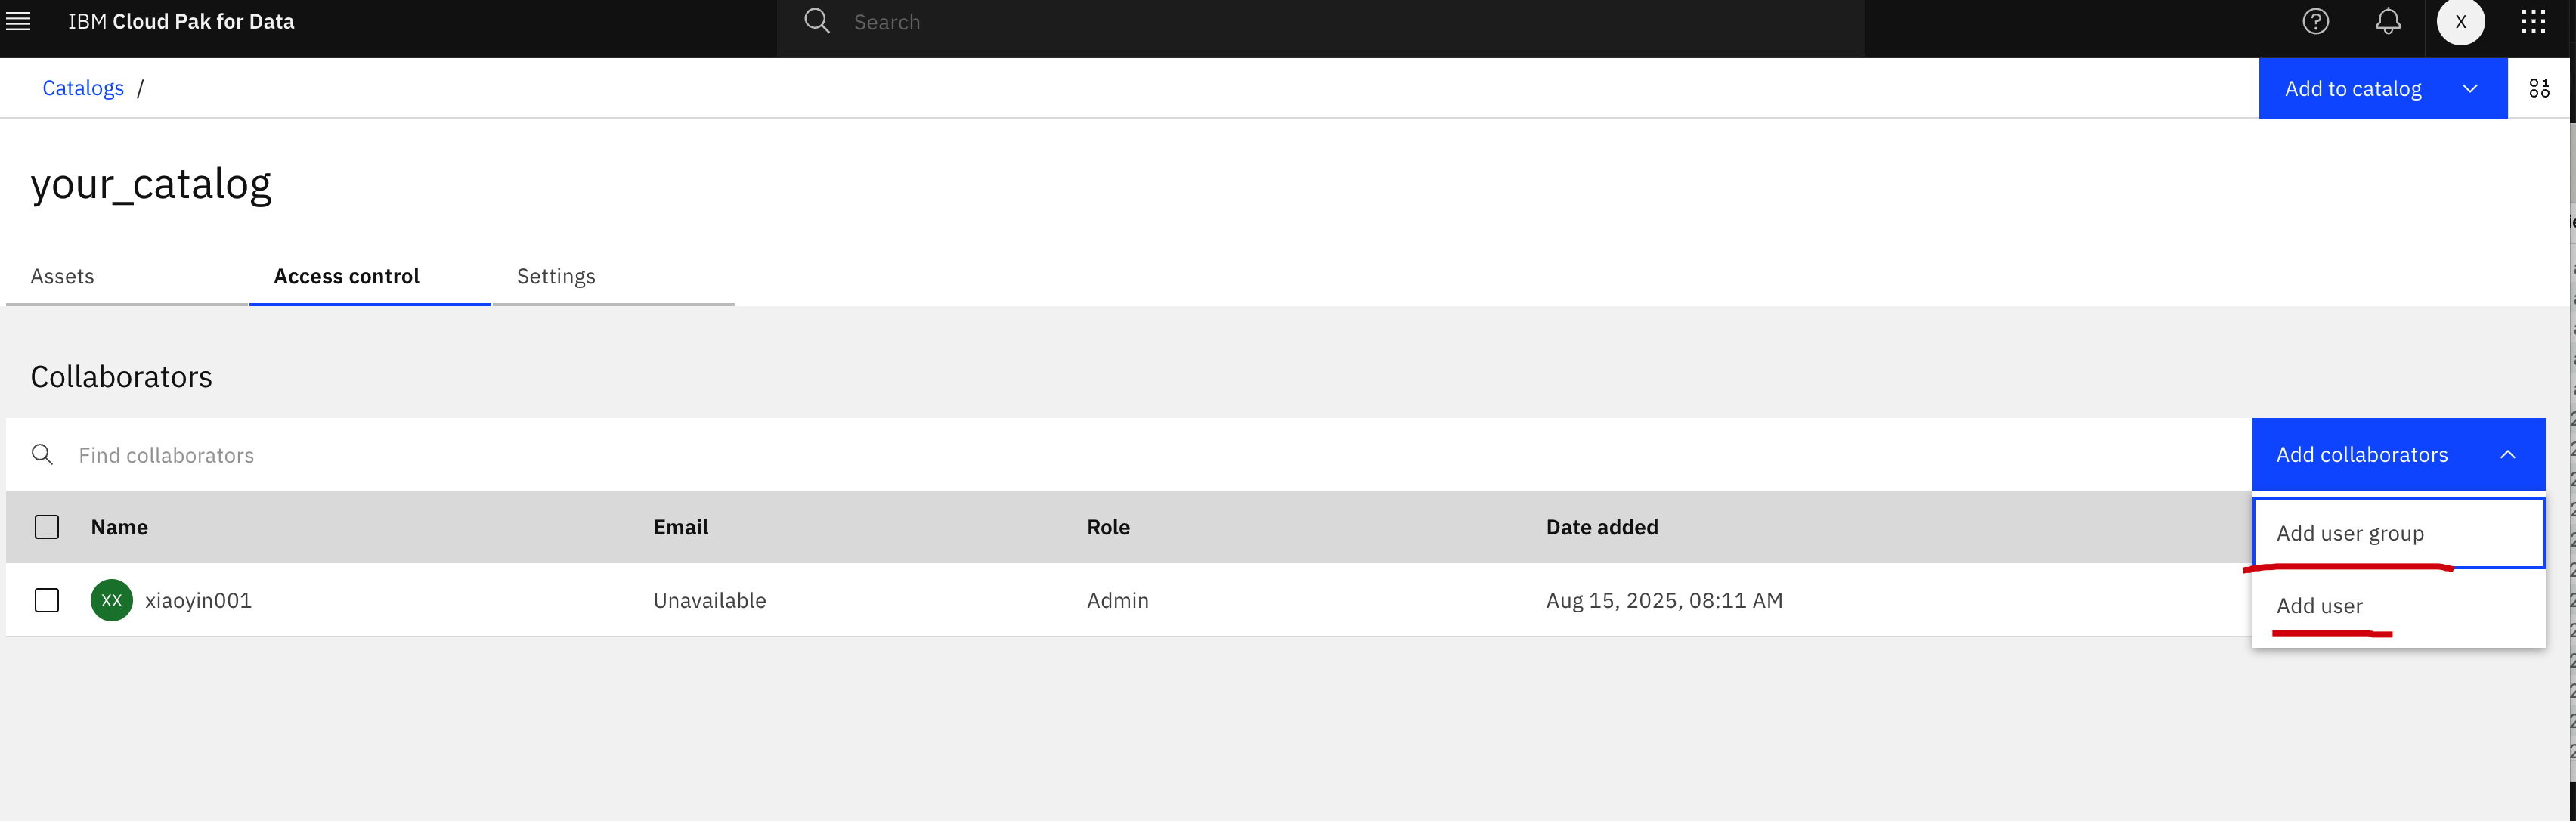 IBM Cloud Pak for Data
Search
X
Catalogs /
Add to catalog
your_catalog
Assets
Access control
Settings
Collaborators
Find collaborators
Add collaborators
Name
Email
Role
Date added
Add user group
XX
xiaoyin001
Unavailable
Admin
Aug 15, 2025, 08:11 AM
Add user